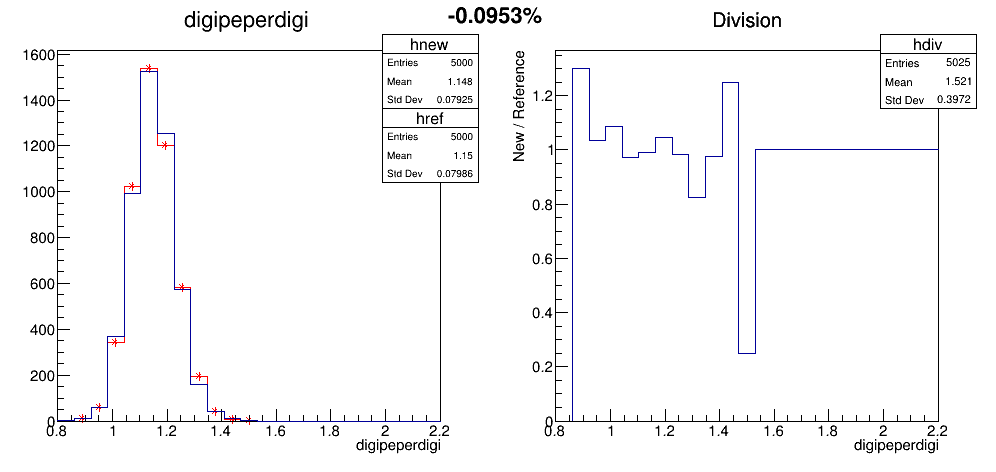 -0.0953%
digipeperdigi
hnew
Entries 5000
Mean 1.148
Std Dev 0.07925
href
Entries 5000
Mean 1.15
Std Dev 0.07986
1600
1400
1200
1000
800
600
400
200
0
0.8 1 1.2 1.4 1.6 1.8 2 2.2
digipeperdigi
Division
hdiv
Entries 5025
Mean 1.521
Std Dev 0.3972
New / Reference
1.2
1
0.8
0.6
0.4
0.2
0
0.8 1 1.2 1.4 1.6 1.8 2 2.2
digipeperdigi